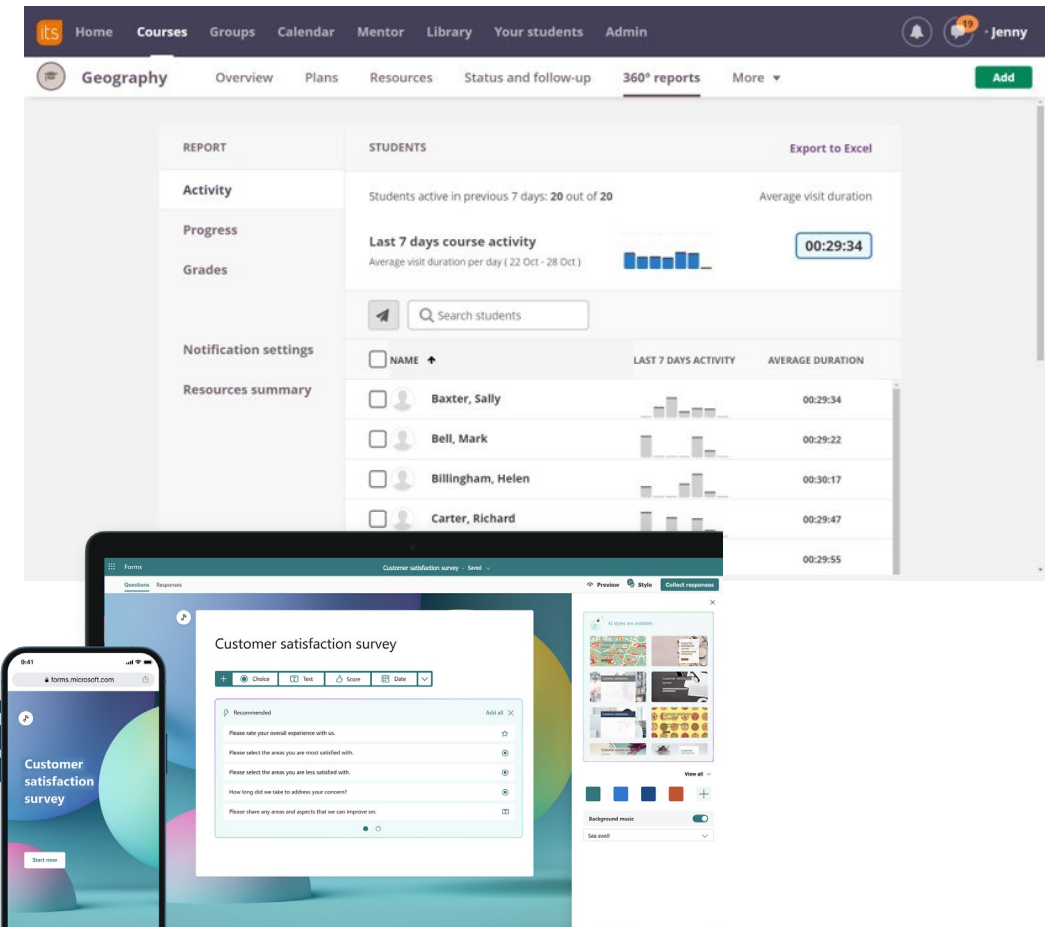 its Home Courses Groups Calendar Mentor Library Your students Admin 19 Jenny
Geography Overview Plans Resources Status and follow-up 360° reports More Add
REPORT
Activity
Progress
Grades
Notification settings
Resources summary
STUDENTS Export to Excel
Students active in previous 7 days: 20 out of 20 Average visit duration
Last 7 days course activity 00:29:34
Average visit duration per day ( 22 Oct - 28 Oct )
Search students
NAME LAST 7 DAYS ACTIVITY AVERAGE DURATION
Baxter, Sally 00:29:34
Bell, Mark 00:29:22
Billingham, Helen 00:30:17
Carter, Richard 00:29:47
00:29:55
Forms Customer satisfaction survey - Saved
Questions Responses Preview Style Collect responses
Customer satisfaction survey
Choice Text Score Date
Recommended Add all
Please rate your overall experience with us.
Please select the areas you are most satisfied with.
Please select the areas you are less satisfied with.
How long did we take to address your concern?
Please share any areas and aspects that we can improve on.
styles are available.
View all
Background music
Sea swell
9:41
forms.microsoft.com
Customer
satisfaction
survey
Start now